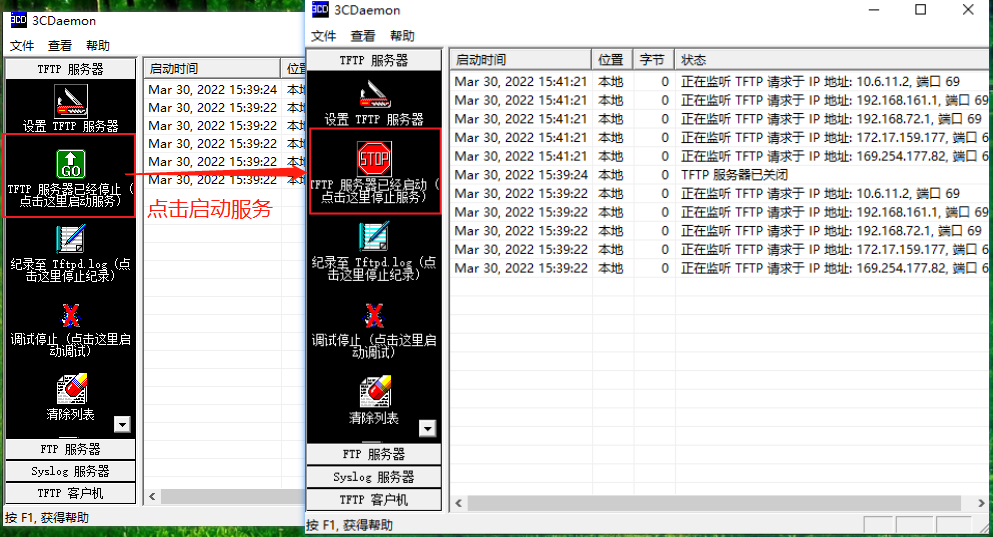 3CDaemon
文件 查看 帮助
TFTP 服务器
设置 TFTP 服务器
GO
TFTP 服务器已经停止 (
点击这里启动服务)
纪录至 Tftpd.log (点
击这里停止纪录)
调试停止 (点击这里启
动调试)
清除列表
FTP 服务器
Syslog 服务器
TFTP 客户机
按 F1, 获得帮助
启动时间 位置
Mar 30, 2022 15:39:24 本地
Mar 30, 2022 15:39:22 本地
Mar 30, 2022 15:39:22 本地
Mar 30, 2022 15:39:22 本地
Mar 30, 2022 15:39:22 本地
Mar 30, 2022 15:39:22 本地
点击启动服务
3CDaemon
文件 查看 帮助
TFTP 服务器
设置 TFTP 服务器
STOP
TFTP 服务器已经启动 (
点击这里停止服务)
纪录至 Tftpd.log (点
击这里停止纪录)
调试停止 (点击这里启
动调试)
清除列表
FTP 服务器
Syslog 服务器
TFTP 客户机
按 F1, 获得帮助
启动时间 位置 字节 状态
Mar 30, 2022 15:41:21 本地 0 正在监听 TFTP 请求于 IP 地址: 10.6.11.2, 端口 69
Mar 30, 2022 15:41:21 本地 0 正在监听 TFTP 请求于 IP 地址: 192.168.161.1, 端口 69
Mar 30, 2022 15:41:21 本地 0 正在监听 TFTP 请求于 IP 地址: 192.168.72.1, 端口 69
Mar 30, 2022 15:41:21 本地 0 正在监听 TFTP 请求于 IP 地址: 172.17.159.177, 端口 6
Mar 30, 2022 15:41:21 本地 0 正在监听 TFTP 请求于 IP 地址: 169.254.177.82, 端口 6
Mar 30, 2022 15:39:24 本地 0 TFTP 服务器已关闭
Mar 30, 2022 15:39:22 本地 0 正在监听 TFTP 请求于 IP 地址: 10.6.11.2, 端口 69
Mar 30, 2022 15:39:22 本地 0 正在监听 TFTP 请求于 IP 地址: 192.168.161.1, 端口 69
Mar 30, 2022 15:39:22 本地 0 正在监听 TFTP 请求于 IP 地址: 192.168.72.1, 端口 69
Mar 30, 2022 15:39:22 本地 0 正在监听 TFTP 请求于 IP 地址: 172.17.159.177, 端口 6
Mar 30, 2022 15:39:22 本地 0 正在监听 TFTP 请求于 IP 地址: 169.254.177.82, 端口 6